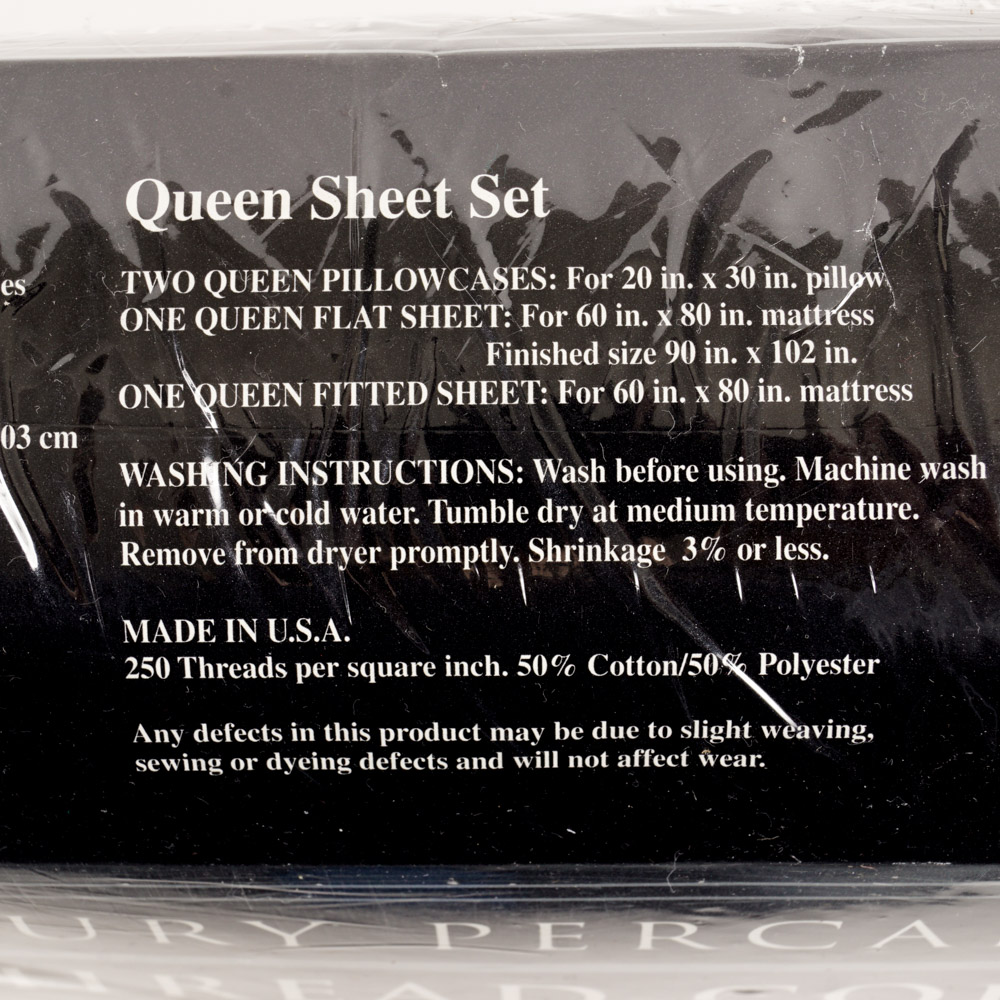 Queen Sheet Set
es
TWO QUEEN PILLOWCASES: For 20 in. x 30 in. pillow
ONE QUEEN FLAT SHEET: For 60 in. x 80 in. mattress
Finished size 90 in. x 102 in.
ONE QUEEN FITTED SHEET: For 60 in. x 80 in. mattress
03 cm
WASHING INSTRUCTIONS: Wash before using. Machine wash
in warm or cold water. Tumble dry at medium temperature.
Remove from dryer promptly. Shrinkage 3% or less.
MADE IN U.S.A.
250 Threads per square inch. 50% Cotton/50% Polyester
Any defects in this product may be due to slight weaving,
sewing or dyeing defects and will not affect wear.
URY PERCA